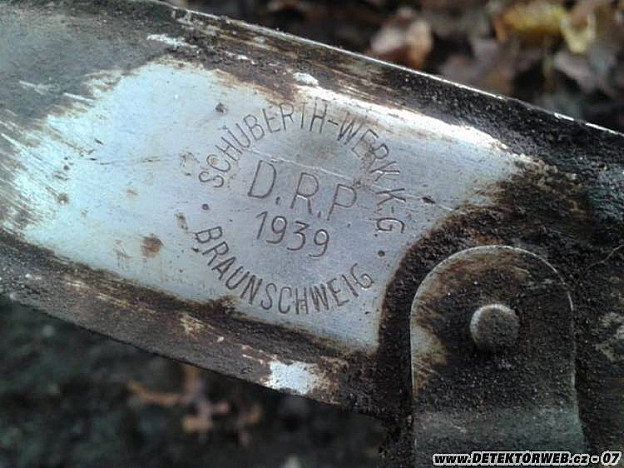 SCHUBERTH-WERK K-G
D.R.P.
1939
BRAUNSCHWEIG
www.DETEKTORWEB.cz - 07